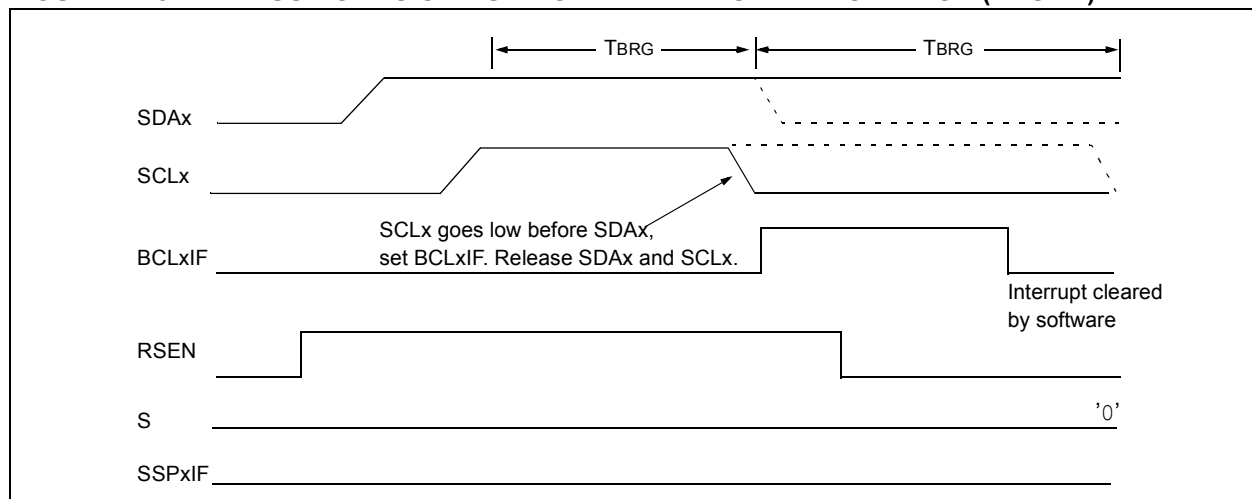 TBRG
TBRG
SDAx
SCLx
SCLx goes low before SDAx,
set BCLxIF. Release SDAx and SCLx.
BCLxIF
Interrupt cleared
by software
RSEN
S
'0'
SSPxIF